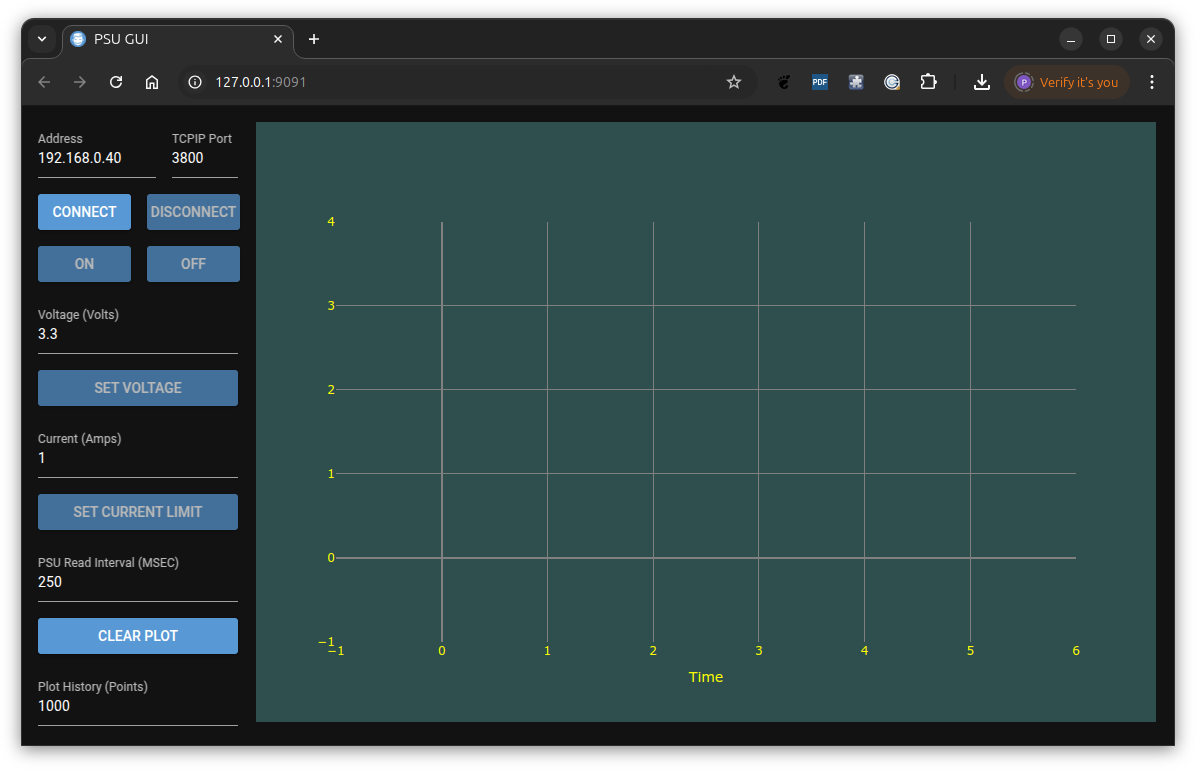 PSU GUI
127.0.0.1:9091
PDF
P
Verify it's you
Address
TCPIP Port
192.168.0.40
3800
CONNECT
DISCONNECT
ON
OFF
Voltage (Volts)
3.3
SET VOLTAGE
Current (Amps)
1
SET CURRENT LIMIT
PSU Read Interval (MSEC)
250
CLEAR PLOT
Plot History (Points)
1000
4
3
2
1
0
−1
−1
0
1
2
3
4
5
6
Time